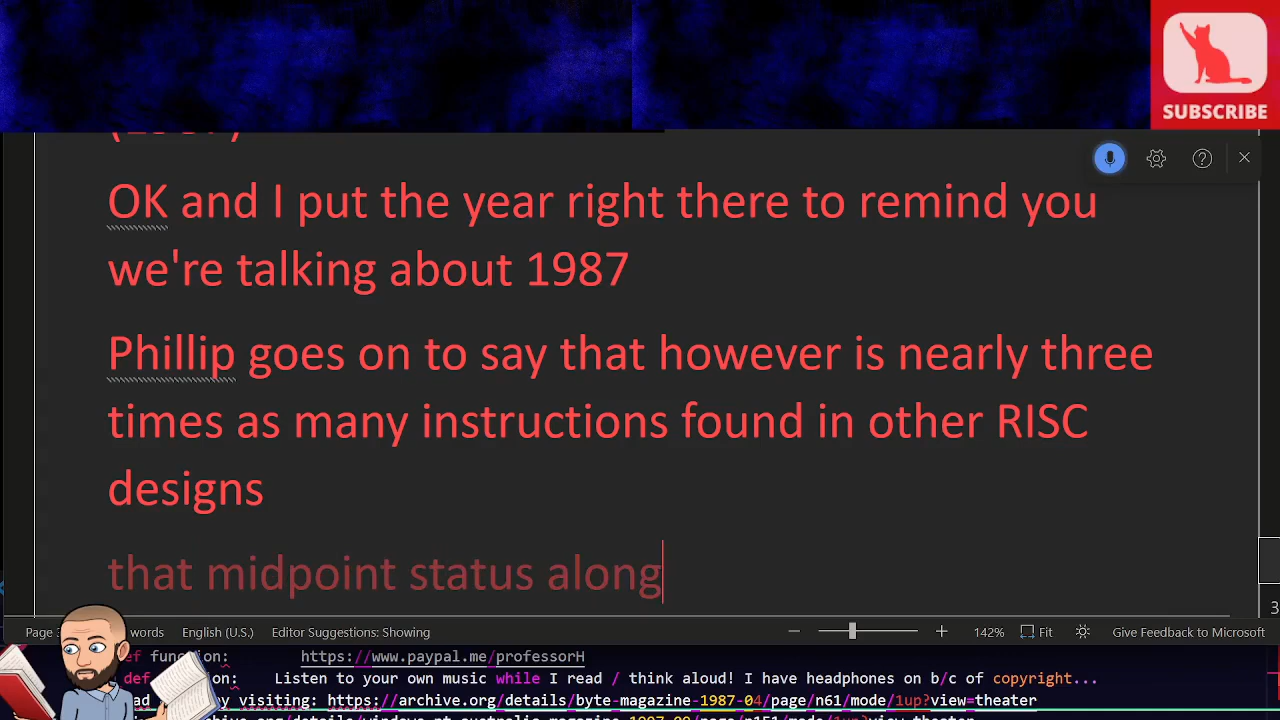 SUBSCRIBE
OK and I put the year right there to remind you
we're talking about 1987
Phillip goes on to say that however is nearly three
times as many instructions found in other RISC
designs
that midpoint status along
words English (U.S.) Editor Suggestions: Showing
142% Fit Give Feedback to Microsoft
https://www.paypal.me/professorH
Listen to your own music while I read / think aloud! I have headphones on b/c of copyright...
visiting: https://archive.org/details/byte-magazine-1987-04/page/n61/mode/1up?view=theater